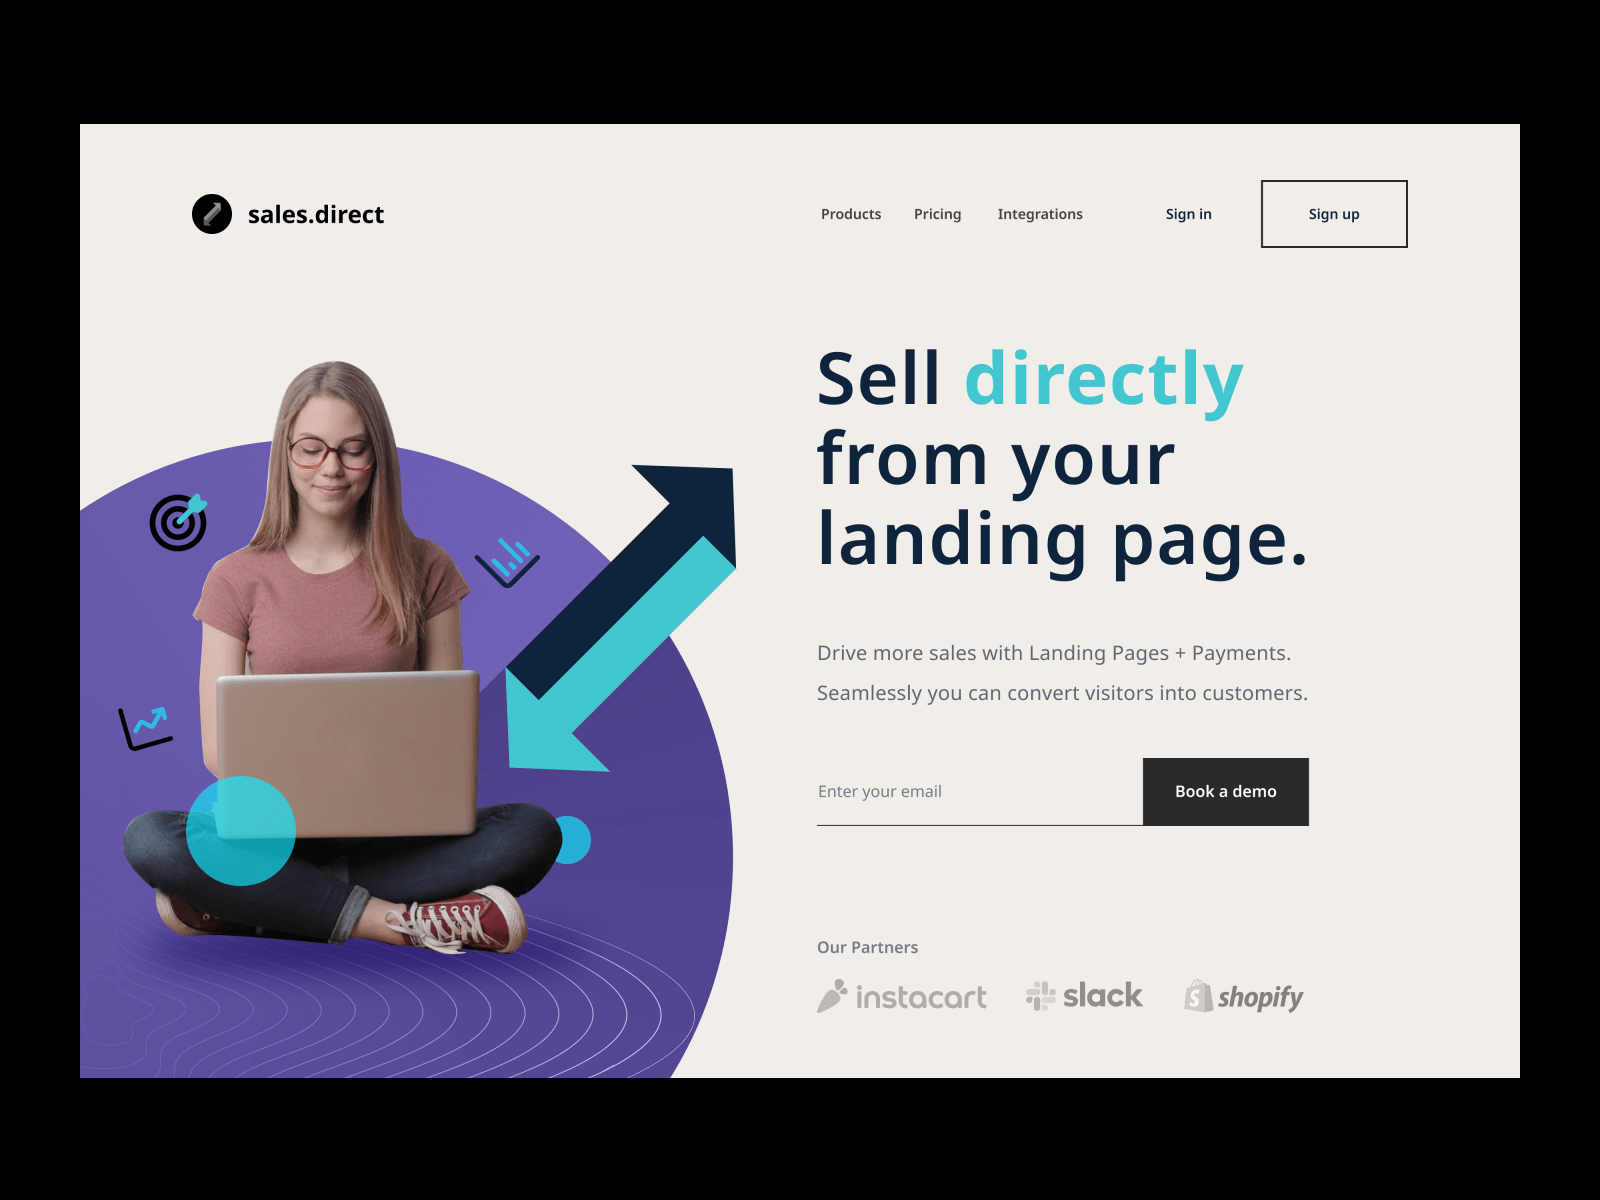 sales.direct
Products Pricing Integrations Sign in Sign up
Sell directly
from your
landing page.
Drive more sales with Landing Pages + Payments.
Seamlessly you can convert visitors into customers.
Enter your email
Book a demo
Our Partners
instacart slack shopify